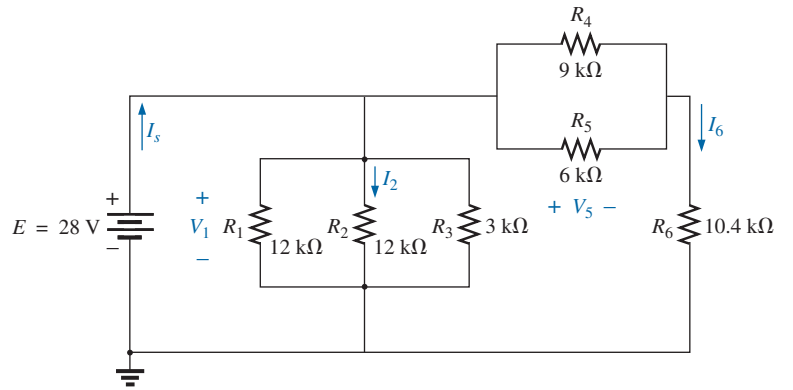 R4
9 kΩ
R5
6 kΩ
+ V5 −
I6
Is
I2
+
E = 28 V
−
+
V1
−
R1
12 kΩ
R2
12 kΩ
R3
3 kΩ
R6
10.4 kΩ